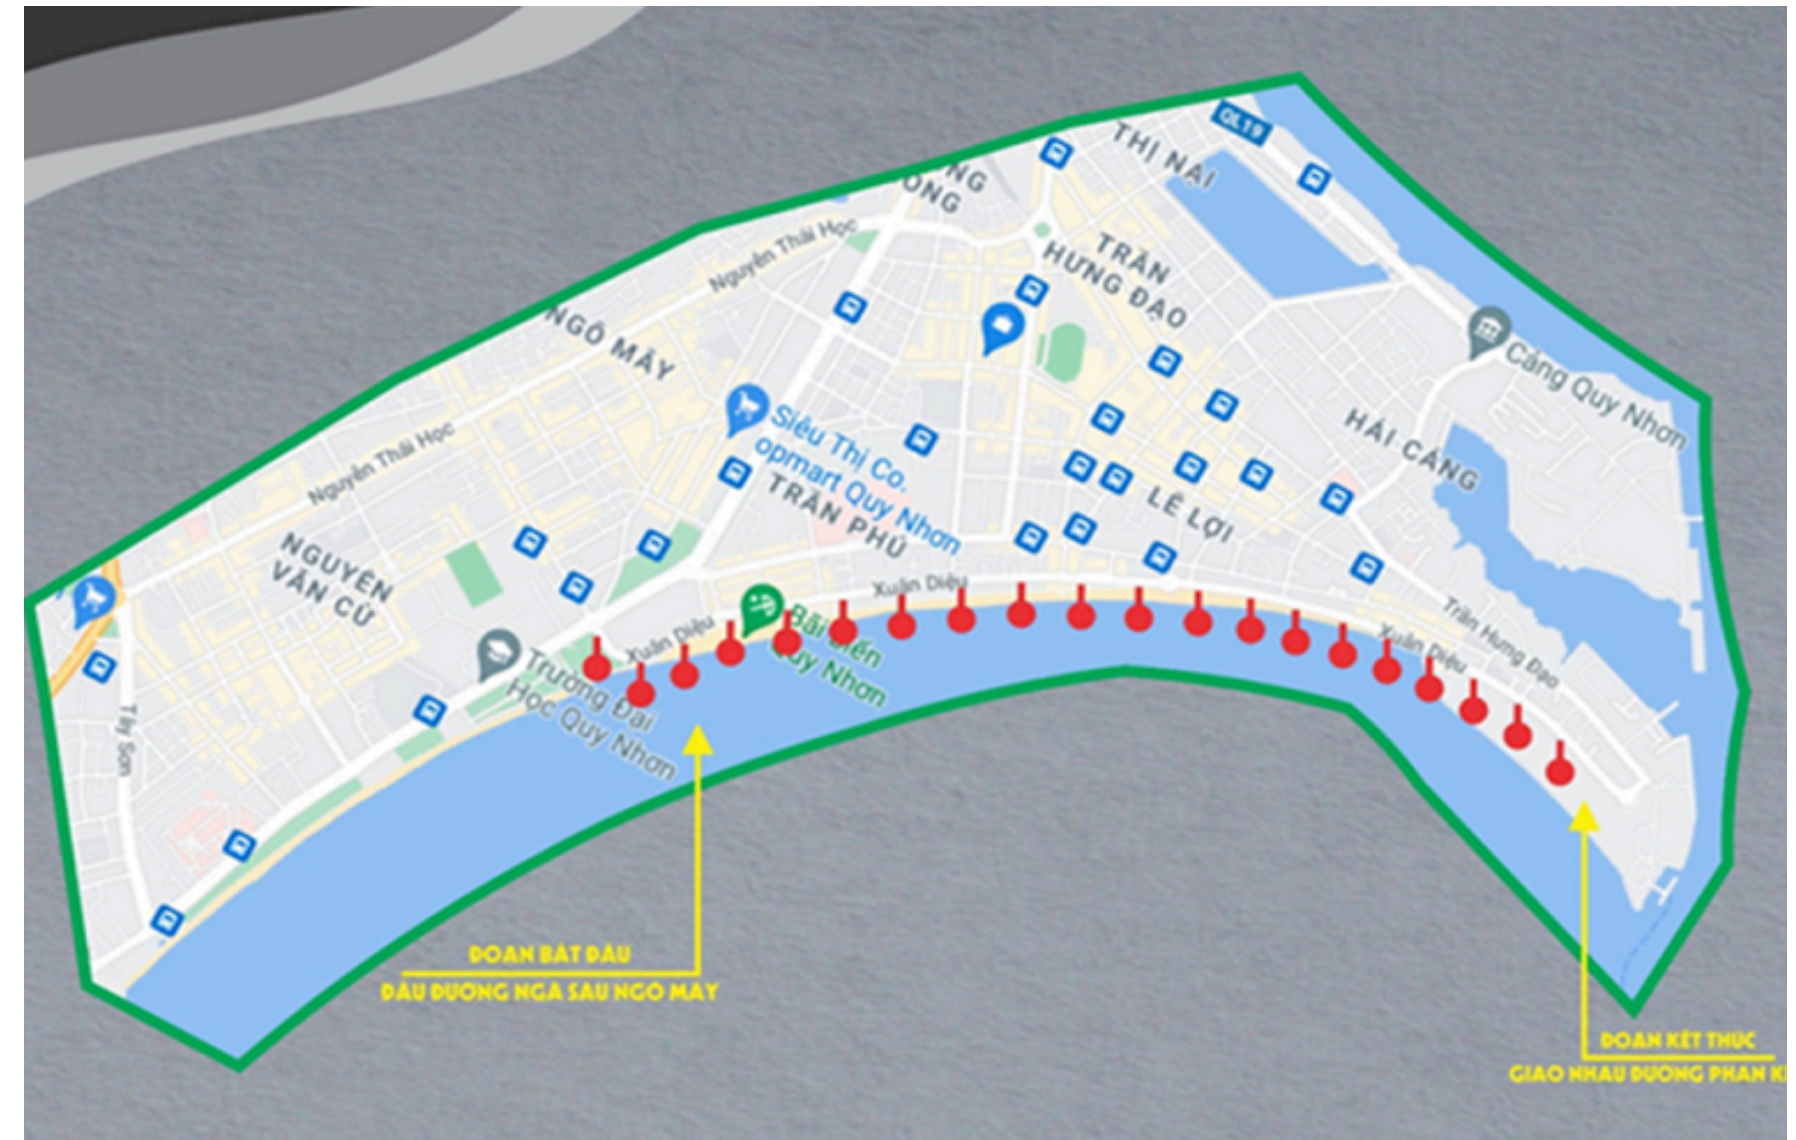 QL19
THỊ NẠI
NG
ÔNG
TRẦN
HƯNG ĐẠO
Nguyễn Thái Học
NGÔ MÂY
Cảng Quy Nhơn
HẢI CẢNG
Siêu Thị Co.
opmart Quy Nhơn
TRẦN PHÚ
LÊ LỢI
Nguyễn Thái Học
NGUYỄN
VĂN CỪ
Xuân Diệu
Trần Hưng Đạo
Xuân Diệu
Xuân Diệu
Bãi Biển
Quy Nhơn
Trường Đại
Học Quy Nhơn
Tây Sơn
ĐOẠN BẮT ĐẦU
ĐẦU ĐƯỜNG NGÃ SÁU NGÔ MÂY
ĐOẠN KẾT THÚC
GIAO NHAU ĐƯỜNG PHAN K